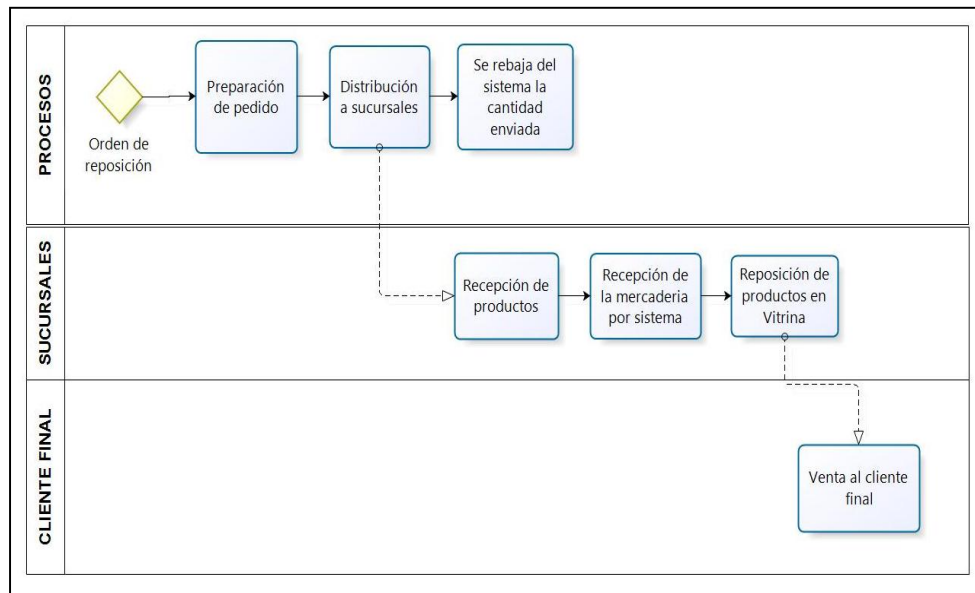 PROCESOS
Orden de
reposición
Preparación
de pedido
Distribución
a sucursales
Se rebaja del
sistema la
cantidad
enviada
SUCURSALES
Recepción de
productos
Recepción de
la mercaderia
por sistema
Reposición de
productos en
Vitrina
CLIENTE FINAL
Venta al cliente
final